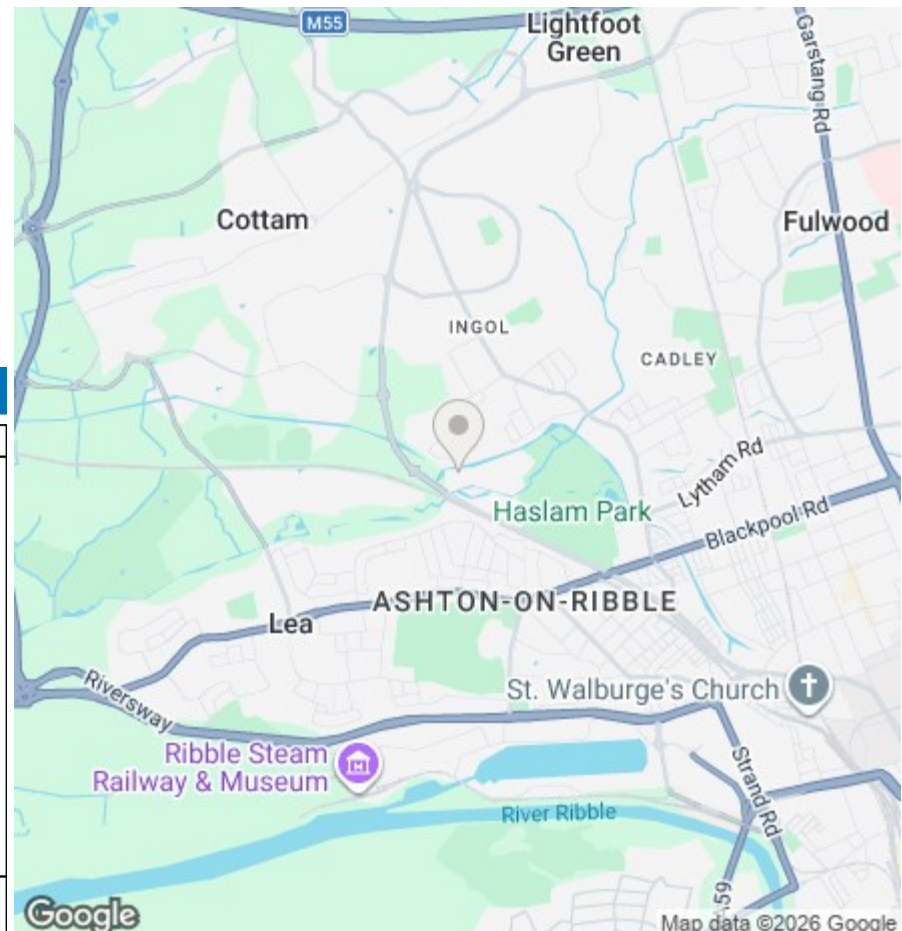 M55
Lightfoot
Green
Garstang Rd
Cottam
Fulwood
INGOL
CADLEY
Lytham Rd
Haslam Park
Blackpool Rd
ASHTON-ON-RIBBLE
Lea
St. Walburge's Church
Riversway
Ribble Steam
Railway & Museum
Strand Rd
River Ribble
A59
Google
Map data ©2026 Google